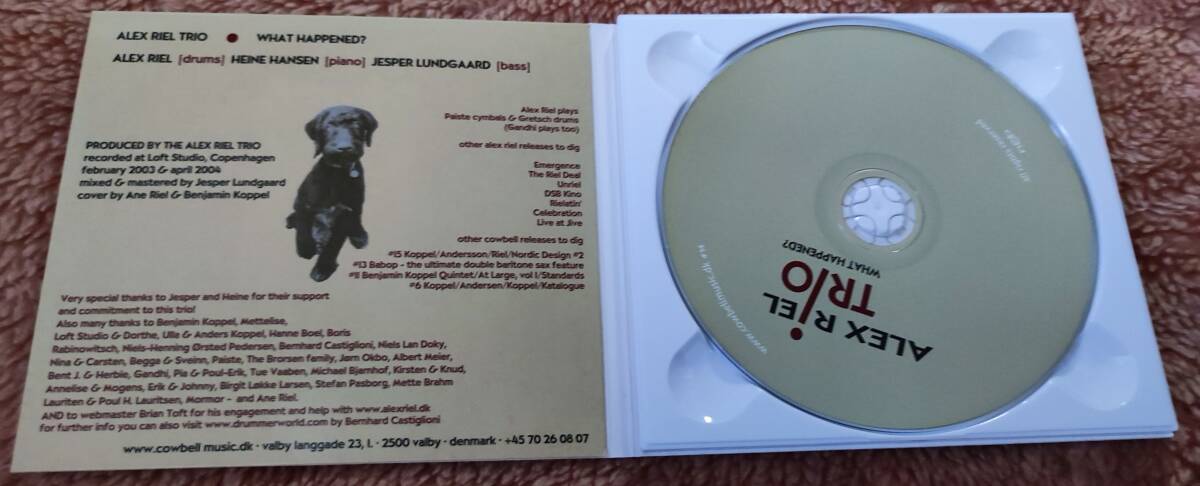 ALEX RIEL TRIO ● WHAT HAPPENED?
ALEX RIEL [drums] HEINE HANSEN [piano] JESPER LUNDGAARD [bass]
PRODUCED BY THE ALEX RIEL TRIO
recorded at Loft Studio, Copenhagen
february 2003 & april 2004
mixed & mastered by Jesper Lundgaard
cover by Ane Riel & Benjamin Koppel
Alex Riel plays
Paiste cymbals & Gretsch drums
(Gandhi plays too)
other alex riel releases to dig
Emergence
The Riel Deal
Unriel
DSB Kino
Rielatin'
Celebration
Live at Jive
other cowbell releases to dig
#15 Koppel/Andersson/Riel/Nordic Design #2
#13 Bebop - the ultimate double baritone sax feature
#11 Benjamin Koppel Quintet/At Large, vol 1/Standards
#6 Koppel/Andersen/Koppel/Katalogue
Very special thanks to Jesper and Heine for their support
and commitment to this trio!
Also many thanks to Benjamin Koppel, Mettelise,
Loft Studio & Dorthe, Ulle & Anders Koppel, Hanne Boel, Boris
Rabinowitsch, Niels-Henning Ørsted Pedersen, Bernhard Castiglioni, Niels Lan Doky,
Nina & Carsten, Begga & Sveinn, Paiste, The Brorsen family, Jørn Okbo, Albert Meier,
Bent J. & Herbie, Gandhi, Pia & Poul-Erik, Tue Vaaben, Michael Bjørnhof, Kirsten & Knud,
Annelise & Mogens, Erik & Johnny, Birgit Løkke Larsen, Stefan Pasborg, Mette Brahm
Lauriten & Poul H. Lauritsen, Mormor - and Ane Riel.
AND to webmaster Brian Toft for his engagement and help with www.alexriel.dk
for further info you can also visit www.drummerworld.com by Bernhard Castiglioni
www.cowbell music.dk · valby langgade 23, l. · 2500 valby · denmark · +45 70 26 08 07
ALEX RIEL
TRIO
WHAT HAPPENED?
www.cowbellmusic.dk #14
all rights reserved
*NCB*